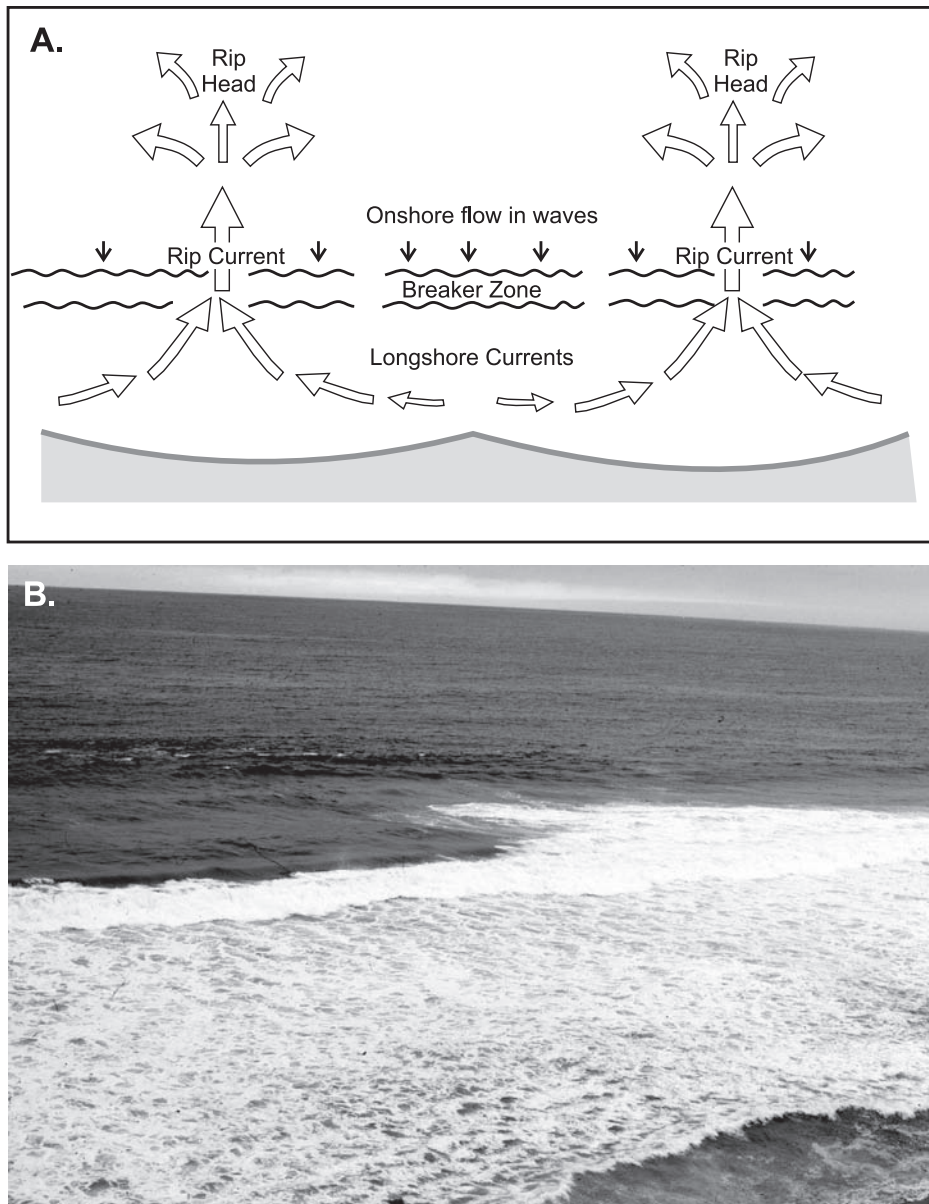 A.
Rip
Head
Rip
Head
Onshore flow in waves
Rip Current
Rip Current
Breaker Zone
Longshore Currents
B.